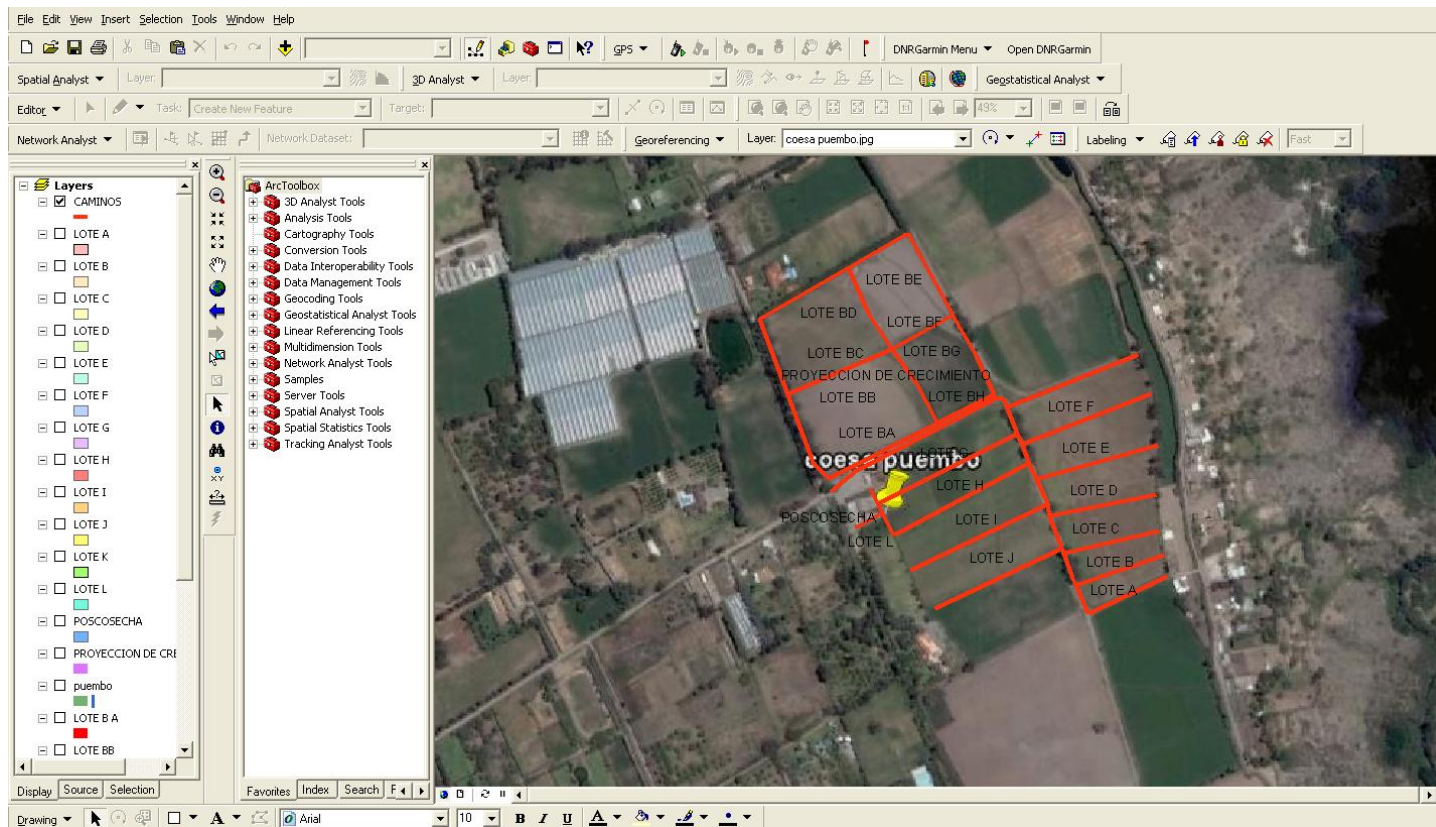 File Edit View Insert Selection Tools Window Help
GPS DNRGarmin Menu Open DNRGarmin
Spatial Analyst Layer: 3D Analyst Layer: Geostatistical Analyst
Editor Task: Create New Feature Target: 49%
Network Analyst Network Dataset: Georeferencing Layer: coesa puembo.jpg Labeling Fast
Layers
CAMINOS
LOTE A
LOTE B
LOTE C
LOTE D
LOTE E
LOTE F
LOTE G
LOTE H
LOTE I
LOTE J
LOTE K
LOTE L
POSCOSECHA
PROYECCION DE CRE
puembo
LOTE B A
LOTE BB
Display Source Selection
ArcToolbox
3D Analyst Tools
Analysis Tools
Cartography Tools
Conversion Tools
Data Interoperability Tools
Data Management Tools
Geocoding Tools
Geostatistical Analyst Tools
Linear Referencing Tools
Multidimension Tools
Network Analyst Tools
Samples
Server Tools
Spatial Analyst Tools
Spatial Statistics Tools
Tracking Analyst Tools
Favorites Index Search
LOTE BE
LOTE BD
LOTE BF
LOTE BC
LOTE BG
PROYECCION DE CRECIMIENTO
LOTE BB
LOTE BH
LOTE F
LOTE BA
LOTE E
coesa puembo
LOTE H
LOTE D
POSCOSECHA
LOTE I
LOTE C
LOTE L
LOTE J
LOTE B
LOTE A
Drawing A Arial 10 B I U A